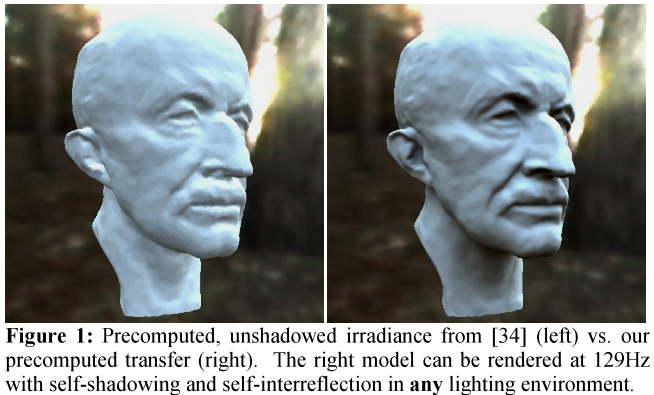 Figure 1: Precomputed, unshadowed irradiance from [34] (left) vs. our
precomputed transfer (right). The right model can be rendered at 129Hz
with self-shadowing and self-interreflection in any lighting environment.